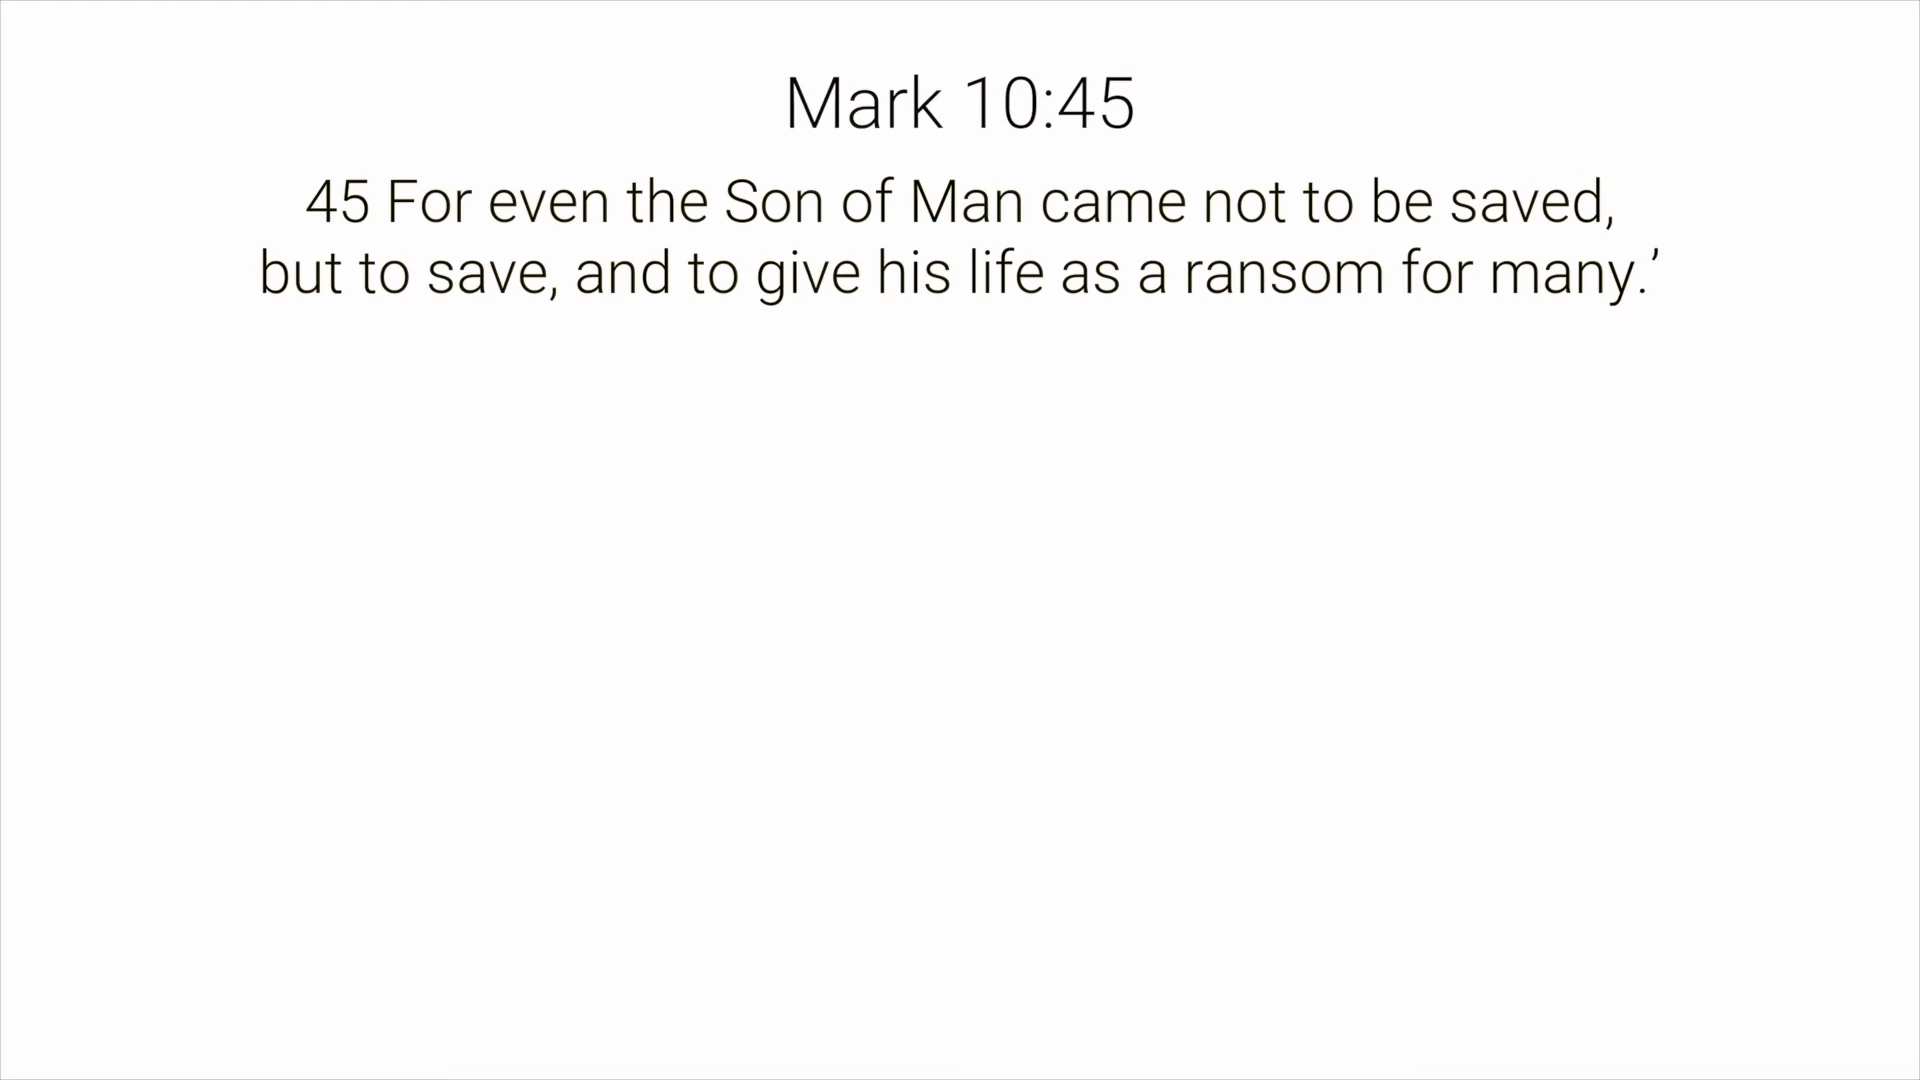 Mark 10:45
45 For even the Son of Man came not to be saved,
but to save, and to give his life as a ransom for many.’